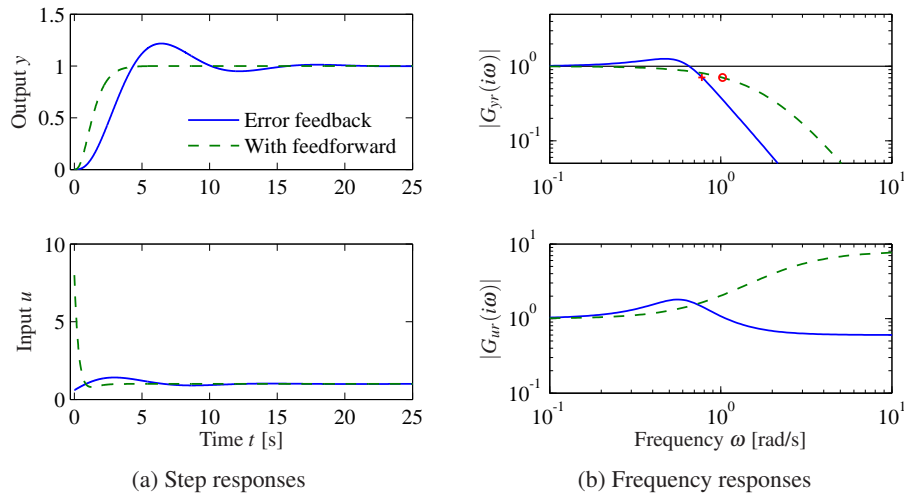 1.5
1
0.5
0
Output y
Error feedback
With feedforward
0 5 10 15 20 25
10
5
0
Input u
0 5 10 15 20 25
Time t [s]
(a) Step responses
10^0
10^-1
|G_yr(iω)|
10^-1 10^0 10^1
10^1
10^0
10^-1
|G_ur(iω)|
10^-1 10^0 10^1
Frequency ω [rad/s]
(b) Frequency responses